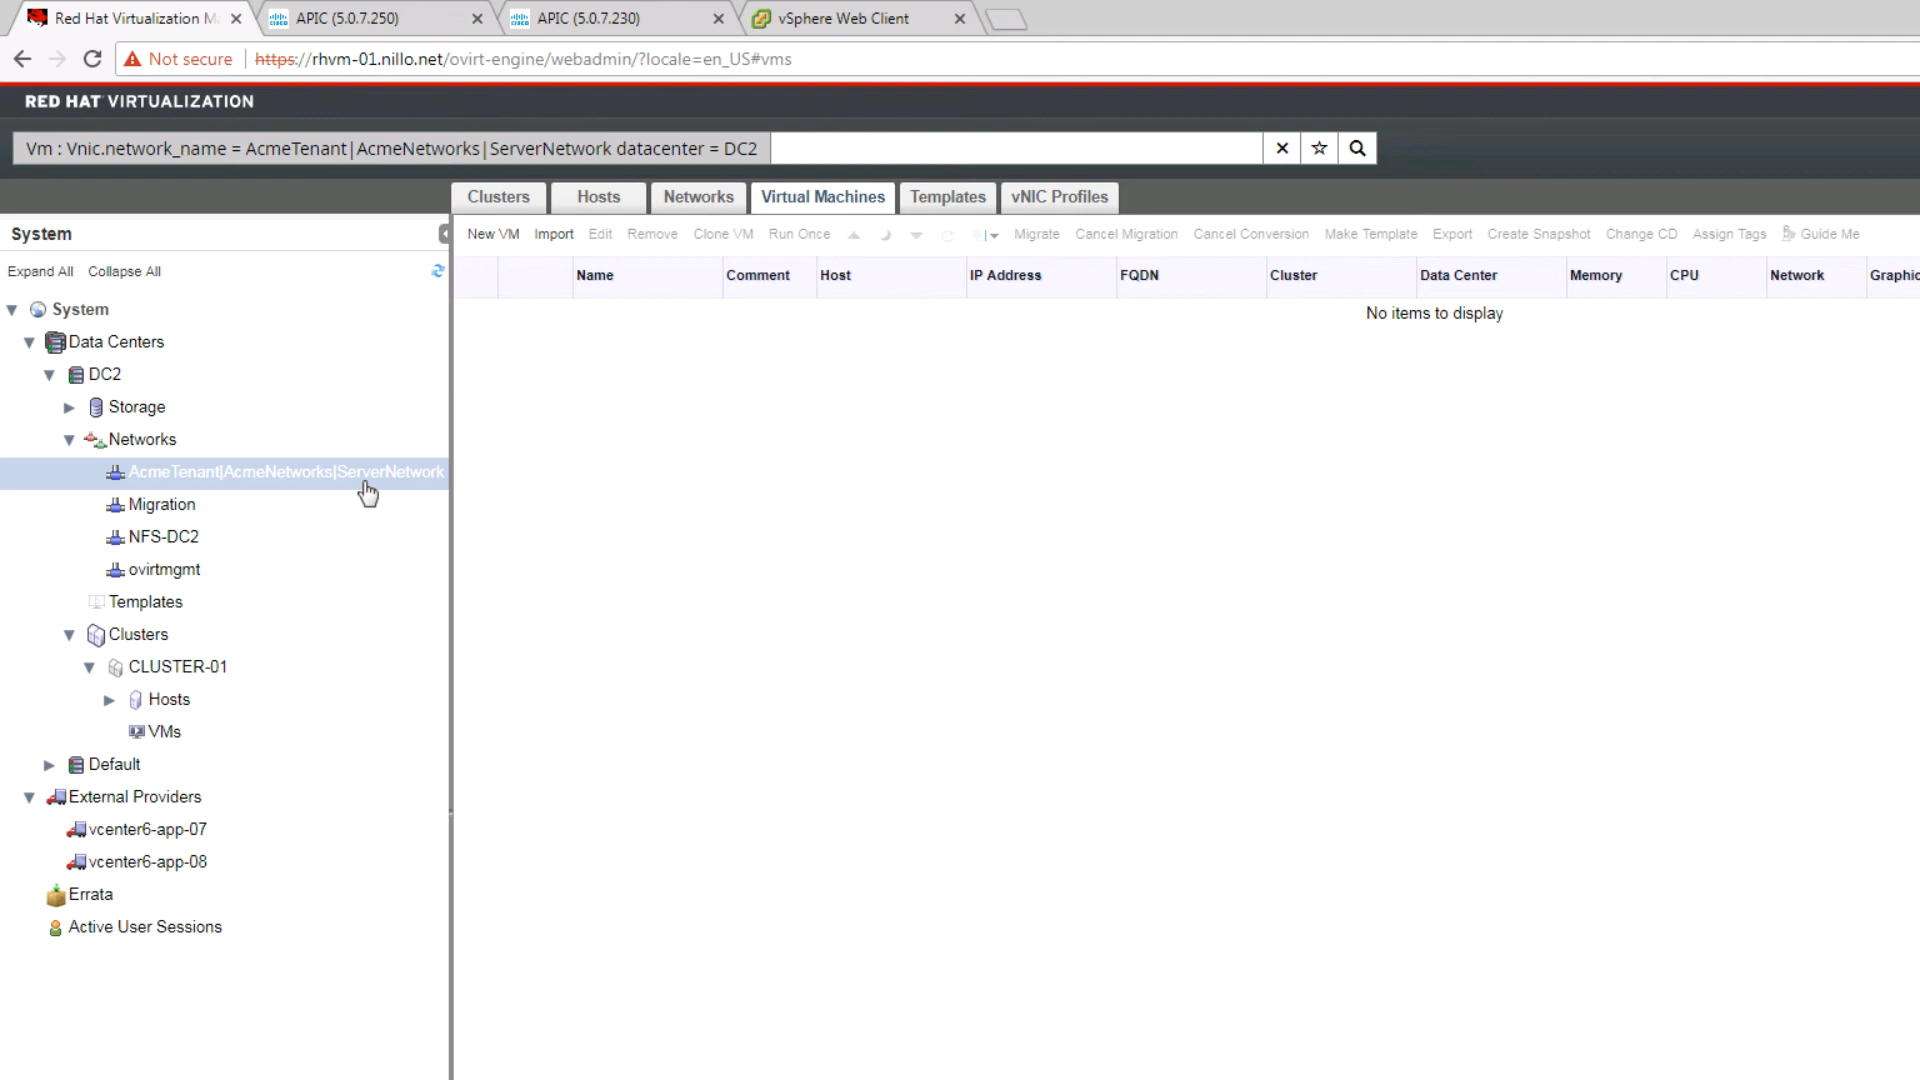 Red Hat Virtualization M
APIC (5.0.7.250)
APIC (5.0.7.230)
vSphere Web Client
Not secure
https://rhvm-01.nillo.net/ovirt-engine/webadmin/?locale=en_US#vms
RED HAT VIRTUALIZATION
Vm : Vnic.network_name = AcmeTenant|AcmeNetworks|ServerNetwork datacenter = DC2
Clusters Hosts Networks Virtual Machines Templates vNIC Profiles
System
New VM Import Edit Remove Clone VM Run Once Migrate Cancel Migration Cancel Conversion Make Template Export Create Snapshot Change CD Assign Tags Guide Me
Expand All Collapse All
Name Comment Host IP Address FQDN Cluster Data Center Memory CPU Network Graphic
No items to display
System
Data Centers
DC2
Storage
Networks
AcmeTenant|AcmeNetworks|ServerNetwork
Migration
NFS-DC2
ovirtmgmt
Templates
Clusters
CLUSTER-01
Hosts
VMs
Default
External Providers
vcenter6-app-07
vcenter6-app-08
Errata
Active User Sessions